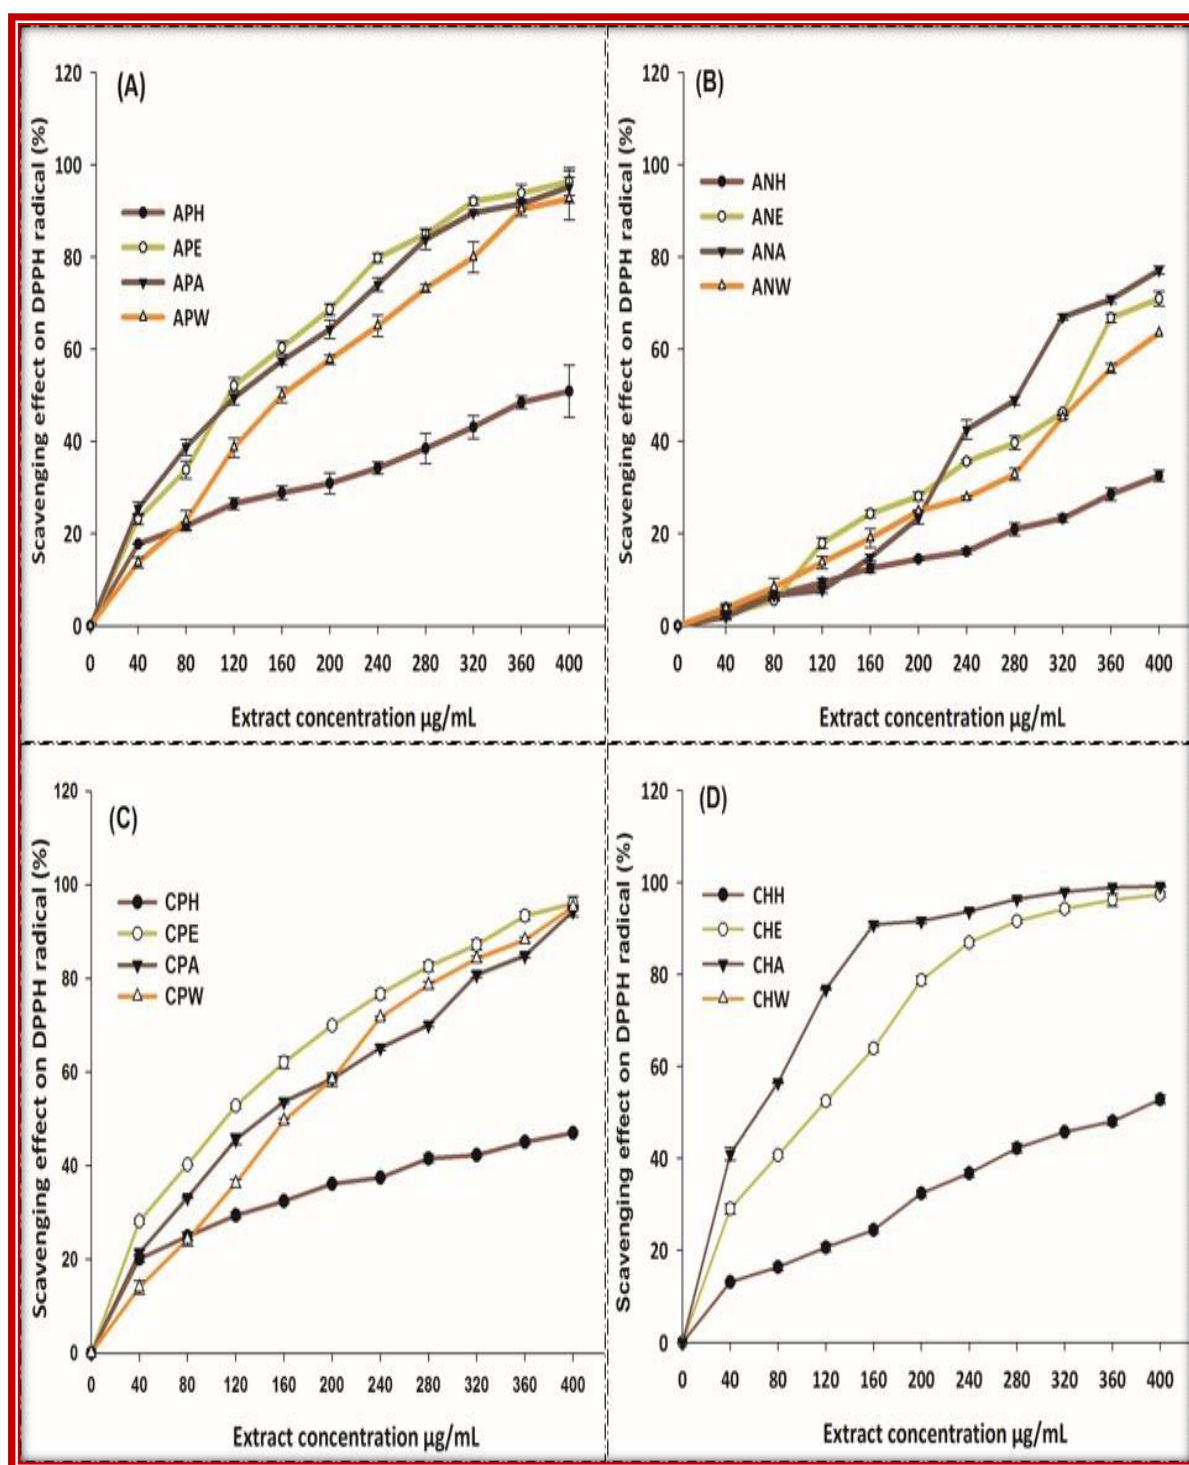 (A)
Scavenging effect on DPPH radical (%)
120
100
80
60
40
20
0
APH
APE
APA
APW
0 40 80 120 160 200 240 280 320 360 400
Extract concentration µg/mL
(B)
Scavenging effect on DPPH radical (%)
120
100
80
60
40
20
0
ANH
ANE
ANA
ANW
0 40 80 120 160 200 240 280 320 360 400
Extract concentration µg/mL
(C)
Scavenging effect on DPPH radical (%)
120
100
80
60
40
20
0
CPH
CPE
CPA
CPW
0 40 80 120 160 200 240 280 320 360 400
Extract concentration µg/mL
(D)
Scavenging effect on DPPH radical (%)
120
100
80
60
40
20
0
CHH
CHE
CHA
CHW
0 40 80 120 160 200 240 280 320 360 400
Extract concentration µg/mL